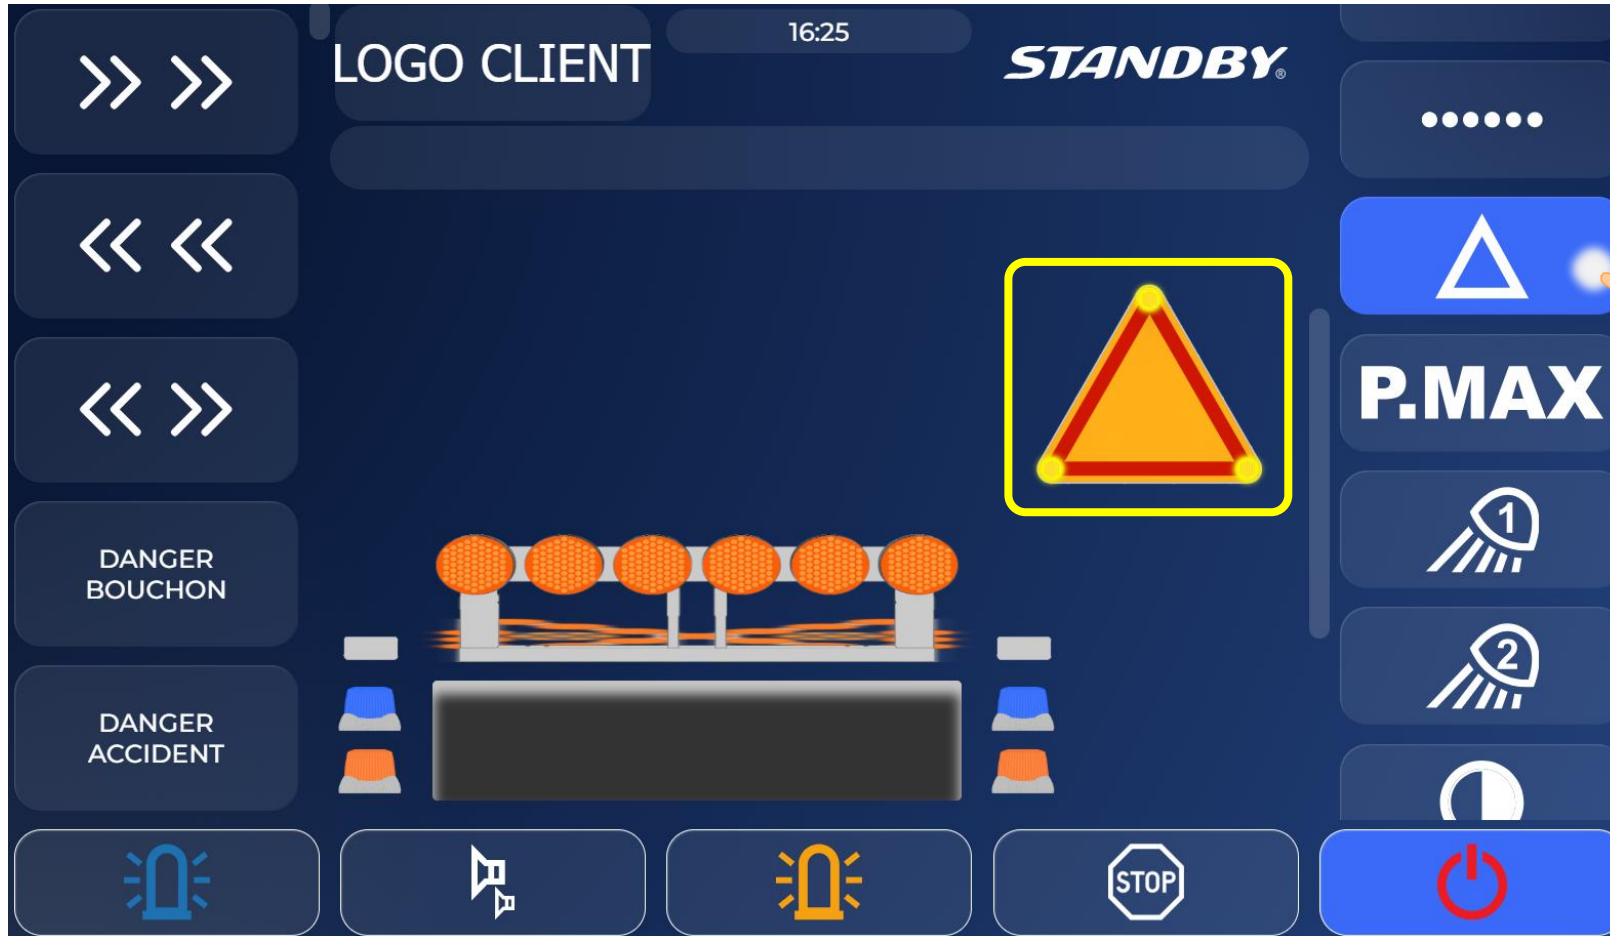 16:25
LOGO CLIENT
STANDBY®
DANGER
BOUCHON
DANGER
ACCIDENT
P.MAX
1
2
STOP